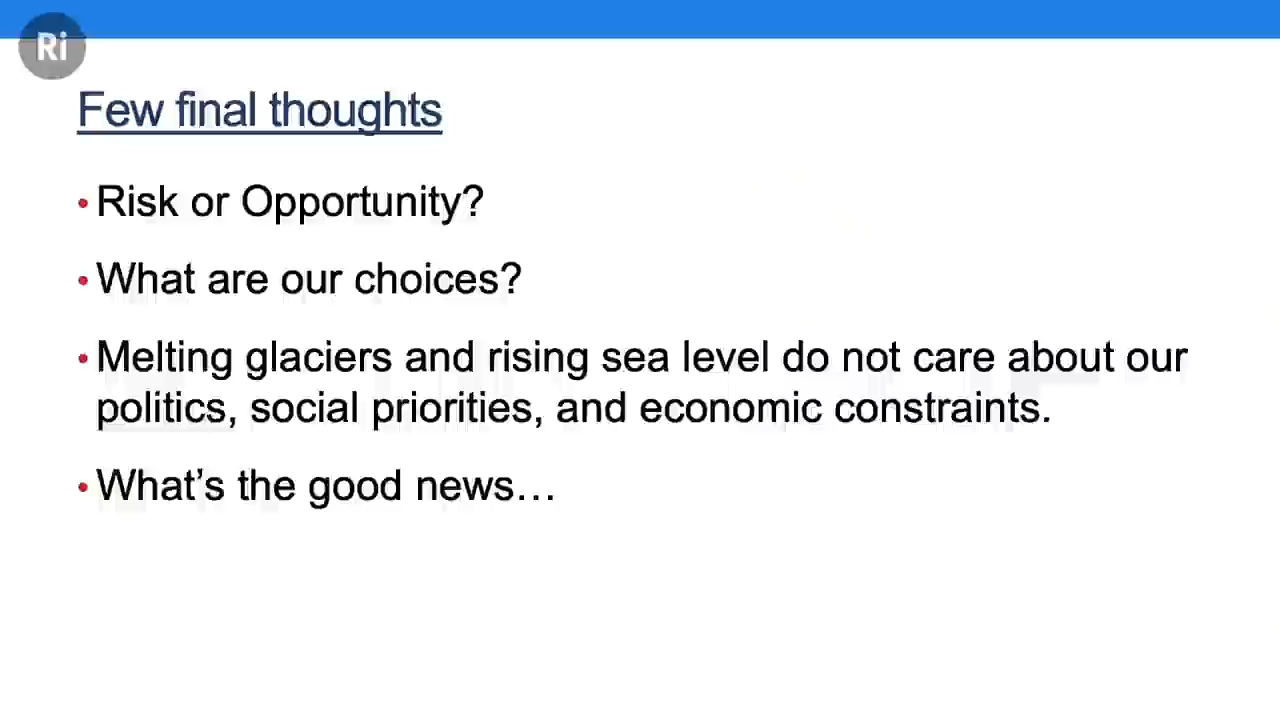 Ri
Few final thoughts
• Risk or Opportunity?
• What are our choices?
• Melting glaciers and rising sea level do not care about our
politics, social priorities, and economic constraints.
• What’s the good news…